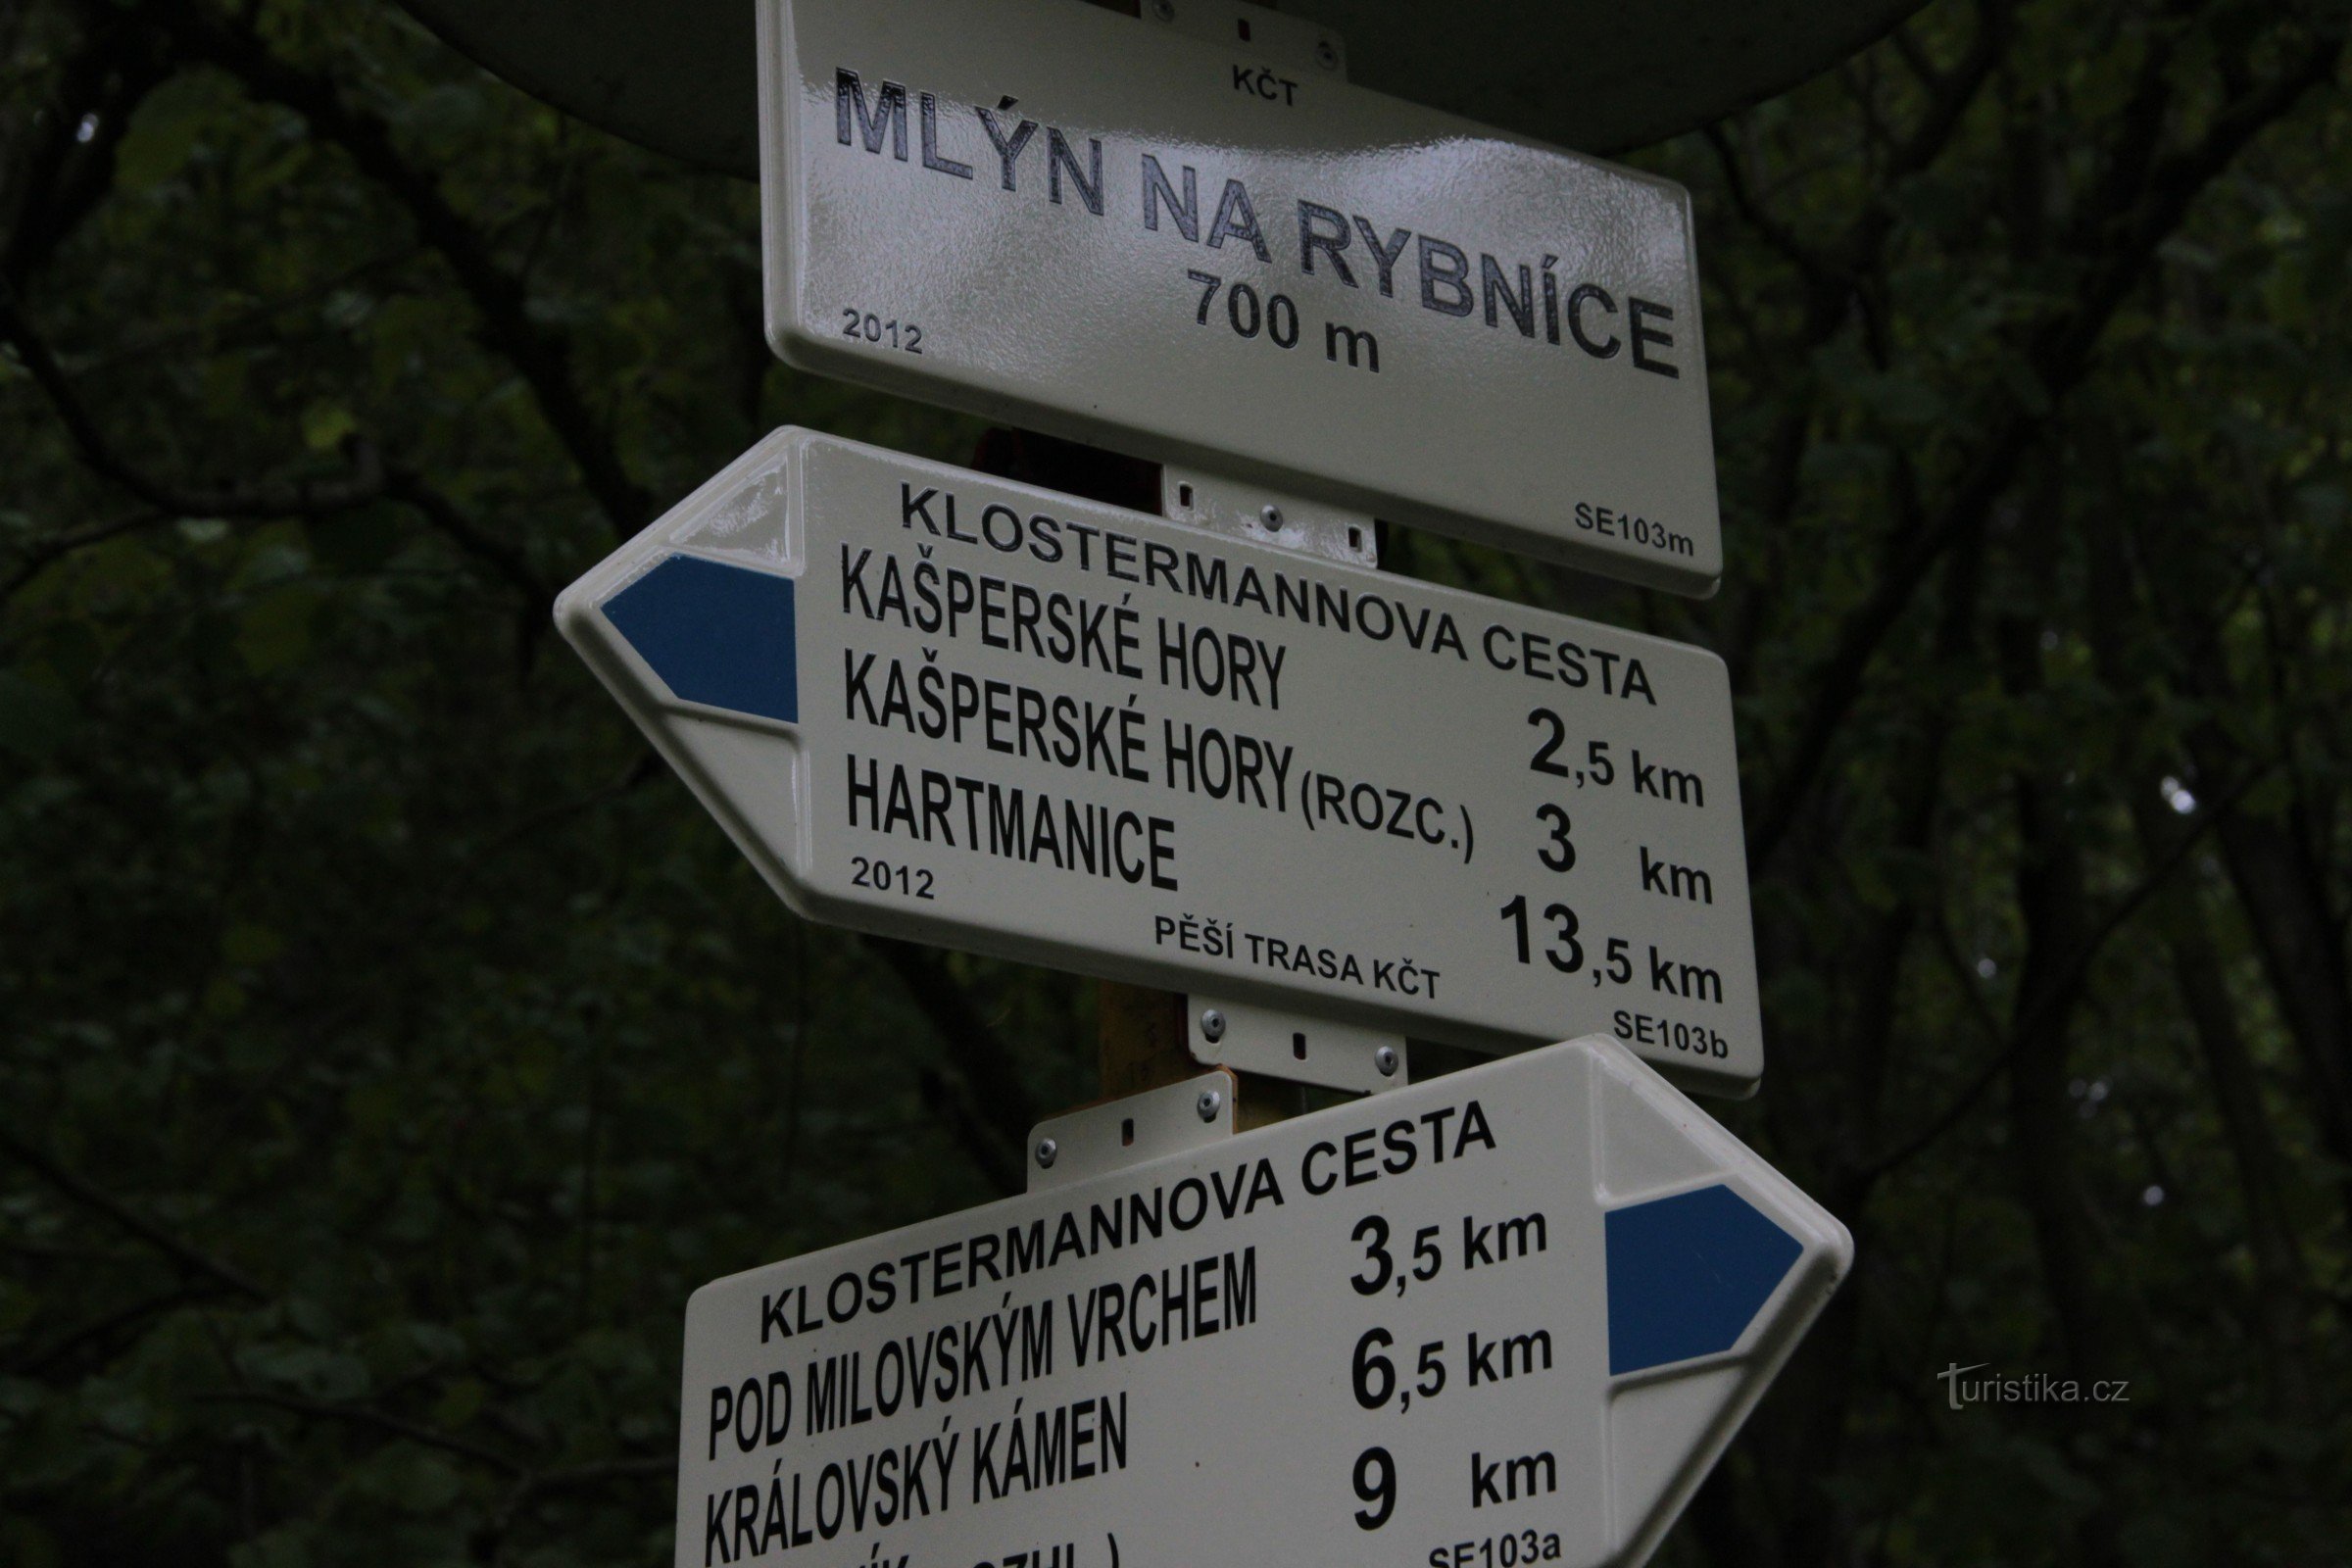 KČT
MLÝN NA RYBNÍCE
700 m
2012
SE103m
KLOSTERMANNOVA CESTA
KAŠPERSKÉ HORY 2,5 km
KAŠPERSKÉ HORY (ROZC.) 3 km
HARTMANICE 13,5 km
2012
PĚŠÍ TRASA KČT
SE103b
KLOSTERMANNOVA CESTA
POD MILOVSKÝM VRCHEM 3,5 km
KRÁLOVSKÝ KÁMEN 6,5 km
9 km
SE103a
Turistika.cz